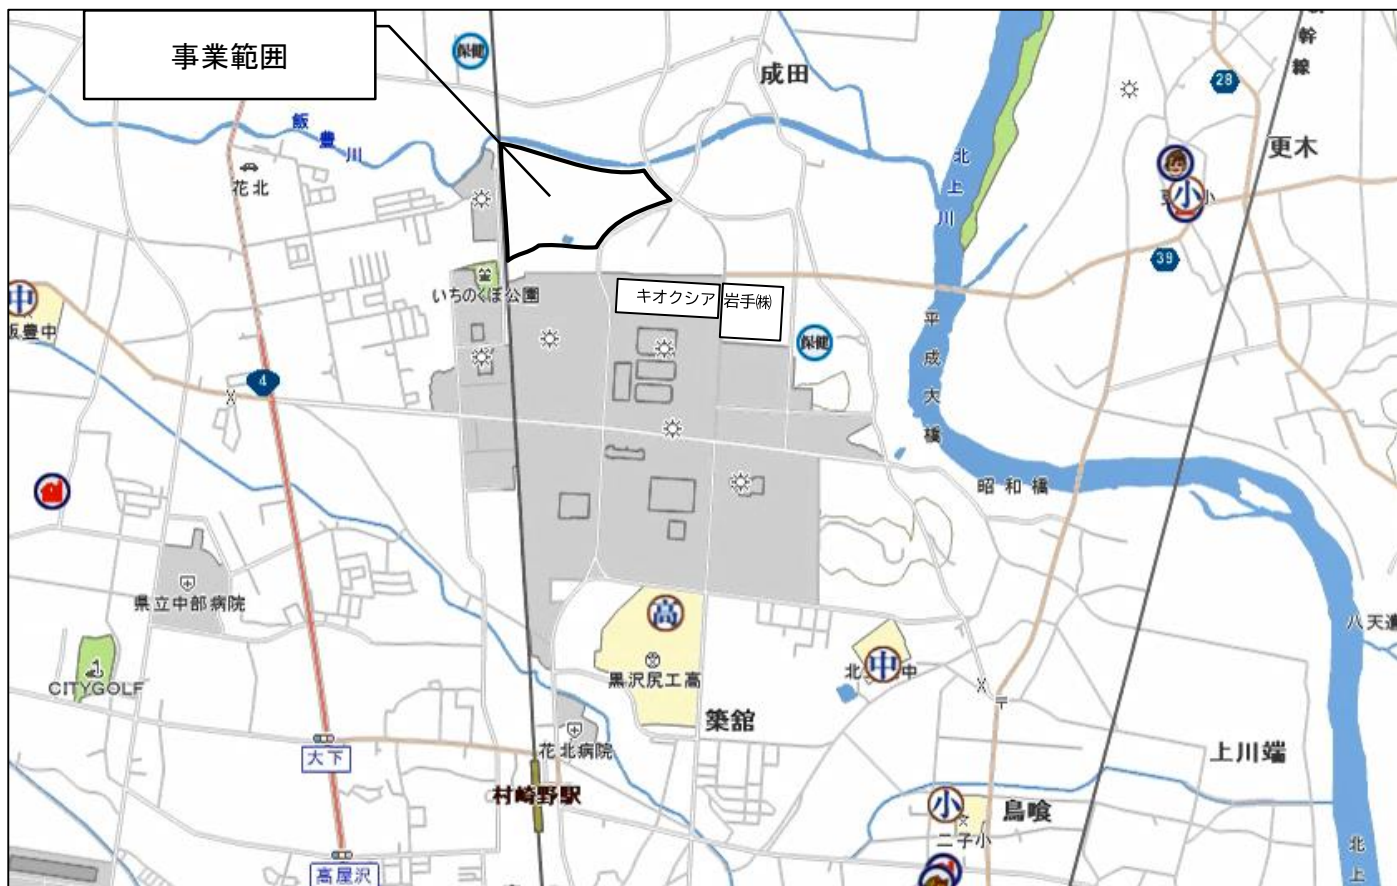 事業範囲
保健
成田
幹
線
28
更木
飯豊川
花北
北上川
小
39
中
飯豊中
いちのくぼ公園
キオクシア岩手㈱
保健
平成大橋
4
昭和橋
県立中部病院
高
黒沢尻工高
中
八天遺
CITYGOLF
築舘
大下
花北病院
上川端
村崎野駅
小
鳥喰
二子小
高屋沢
北上